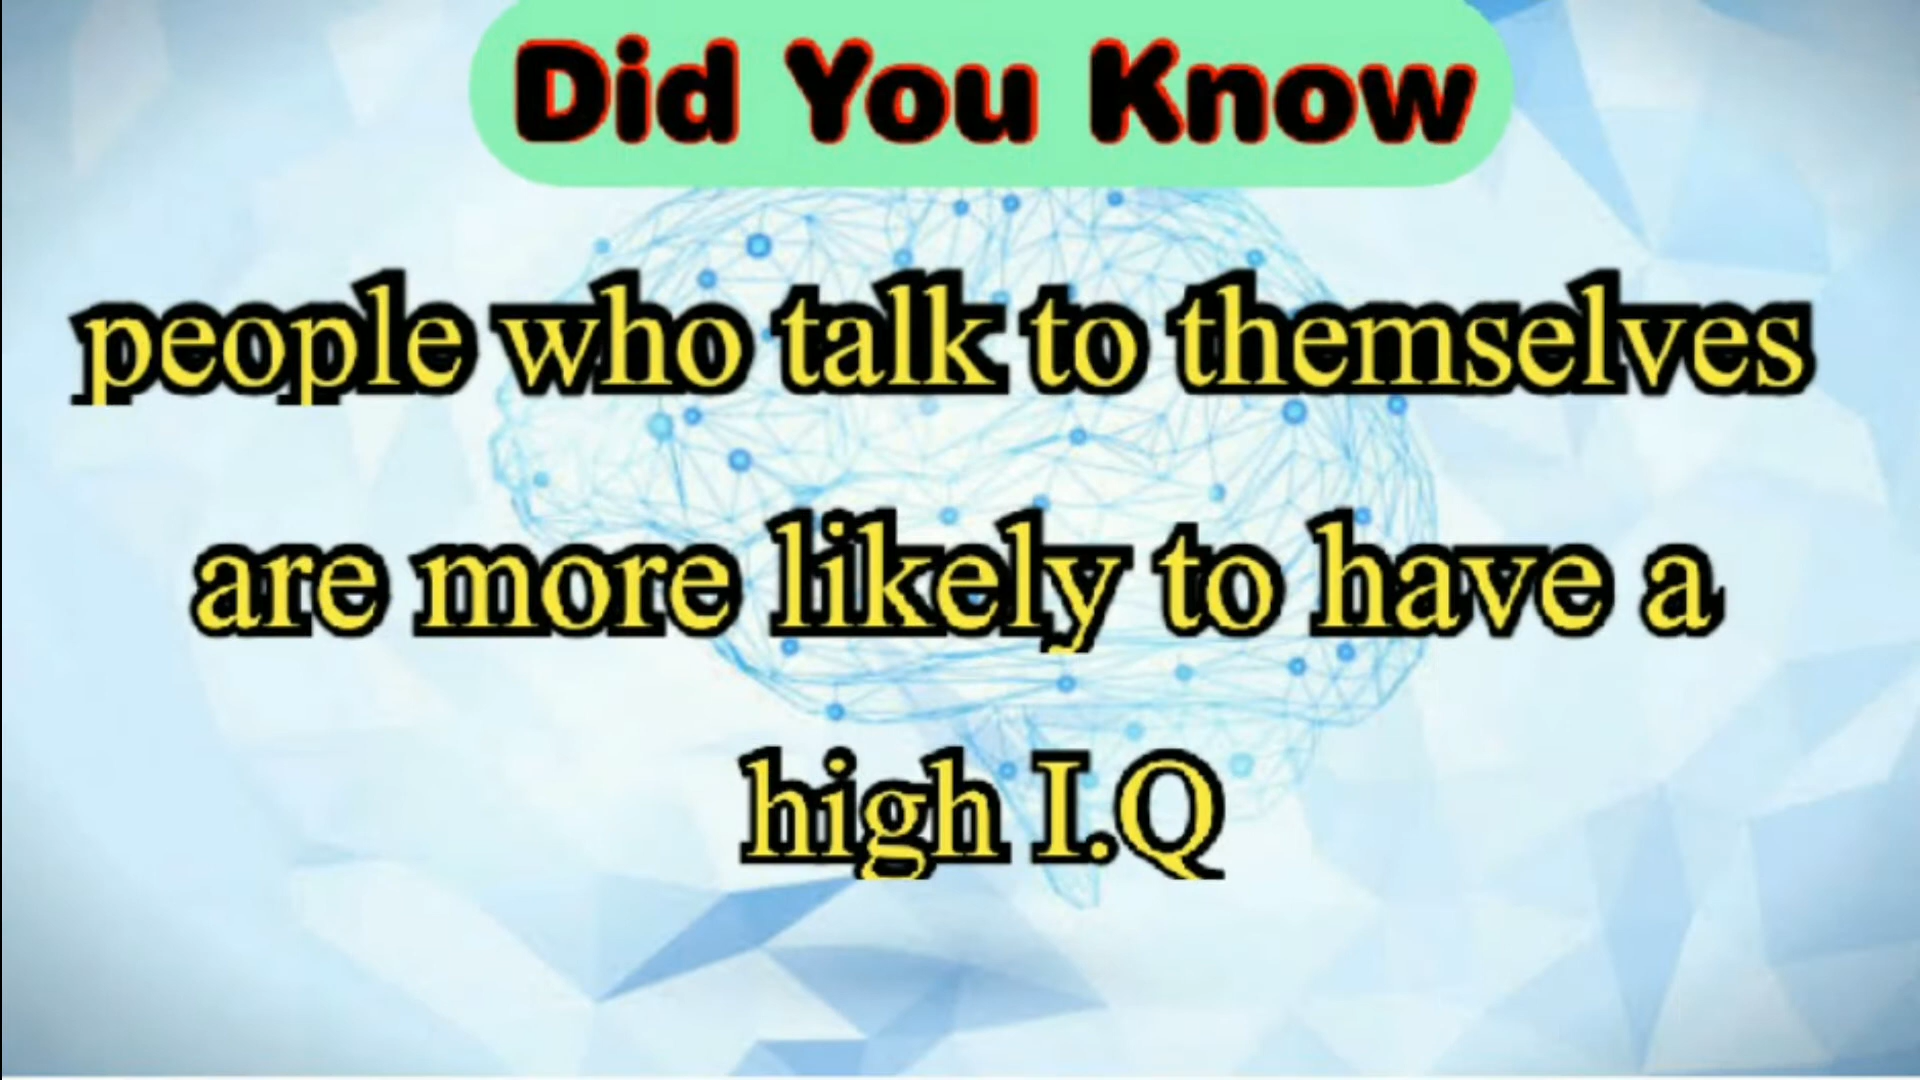 Did You Know
people who talk to themselves
are more likely to have a
high I.Q